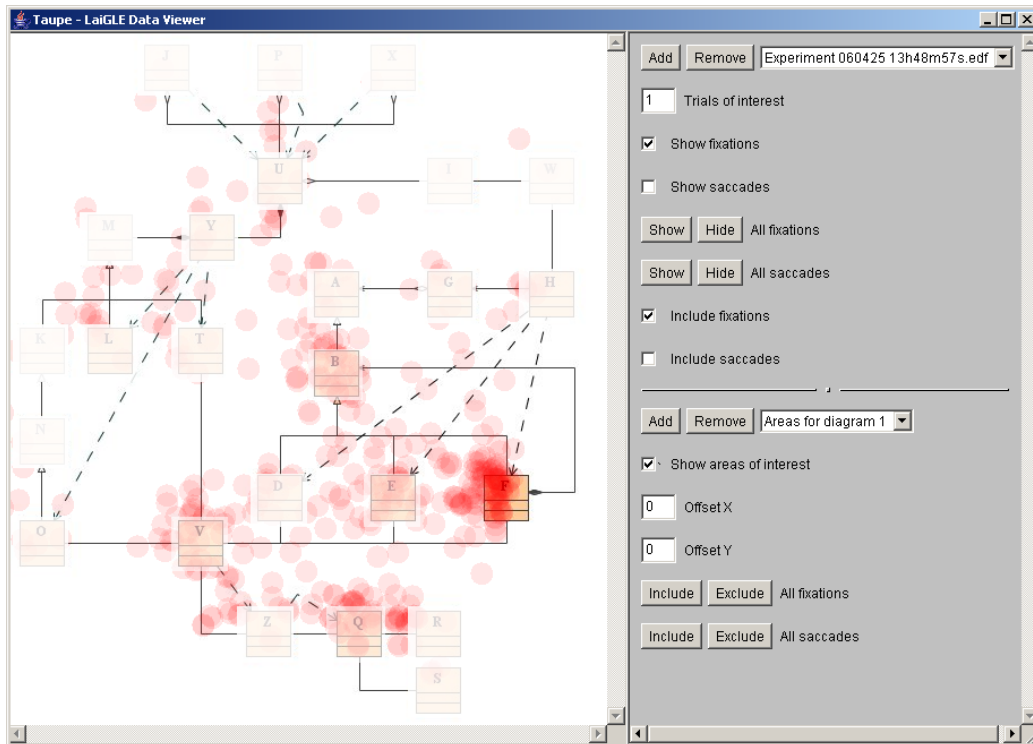 Taupe - LaiGLE Data Viewer
J P X
U I W
M Y
A G H
K L T B
N
D E F
O V
Z Q R
S
Add Remove Experiment 060425 13h48m57s.edf
1 Trials of interest
Show fixations
Show saccades
Show Hide All fixations
Show Hide All saccades
Include fixations
Include saccades
Add Remove Areas for diagram 1
Show areas of interest
0 Offset X
0 Offset Y
Include Exclude All fixations
Include Exclude All saccades